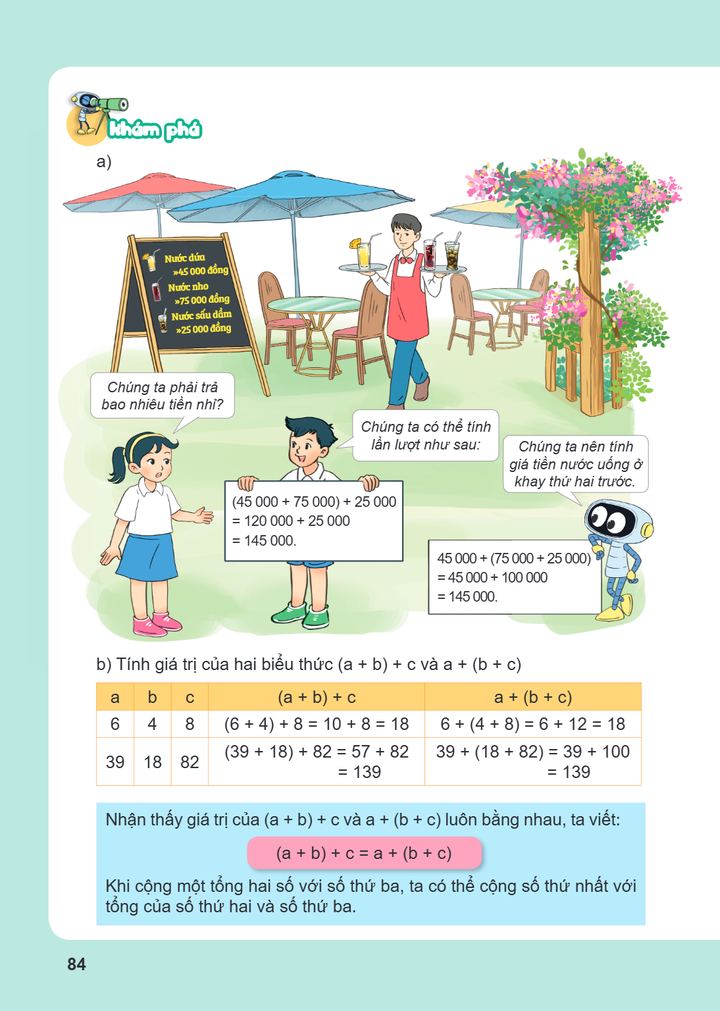 khám phá
a)
Nước dứa
»45 000 đồng
Nước nho
»75 000 đồng
Nước sấu dầm
»25 000 đồng
Chúng ta phải trả
bao nhiêu tiền nhỉ?
Chúng ta có thể tính
lần lượt như sau:
Chúng ta nên tính
giá tiền nước uống ở
khay thứ hai trước.
(45 000 + 75 000) + 25 000
= 120 000 + 25 000
= 145 000.
45 000 + (75 000 + 25 000)
= 45 000 + 100 000
= 145 000.
b) Tính giá trị của hai biểu thức (a + b) + c và a + (b + c)
a b c (a + b) + c a + (b + c)
6 4 8 (6 + 4) + 8 = 10 + 8 = 18 6 + (4 + 8) = 6 + 12 = 18
39 18 82 (39 + 18) + 82 = 57 + 82 39 + (18 + 82) = 39 + 100
= 139 = 139
Nhận thấy giá trị của (a + b) + c và a + (b + c) luôn bằng nhau, ta viết:
(a + b) + c = a + (b + c)
Khi cộng một tổng hai số với số thứ ba, ta có thể cộng số thứ nhất với
tổng của số thứ hai và số thứ ba.
84